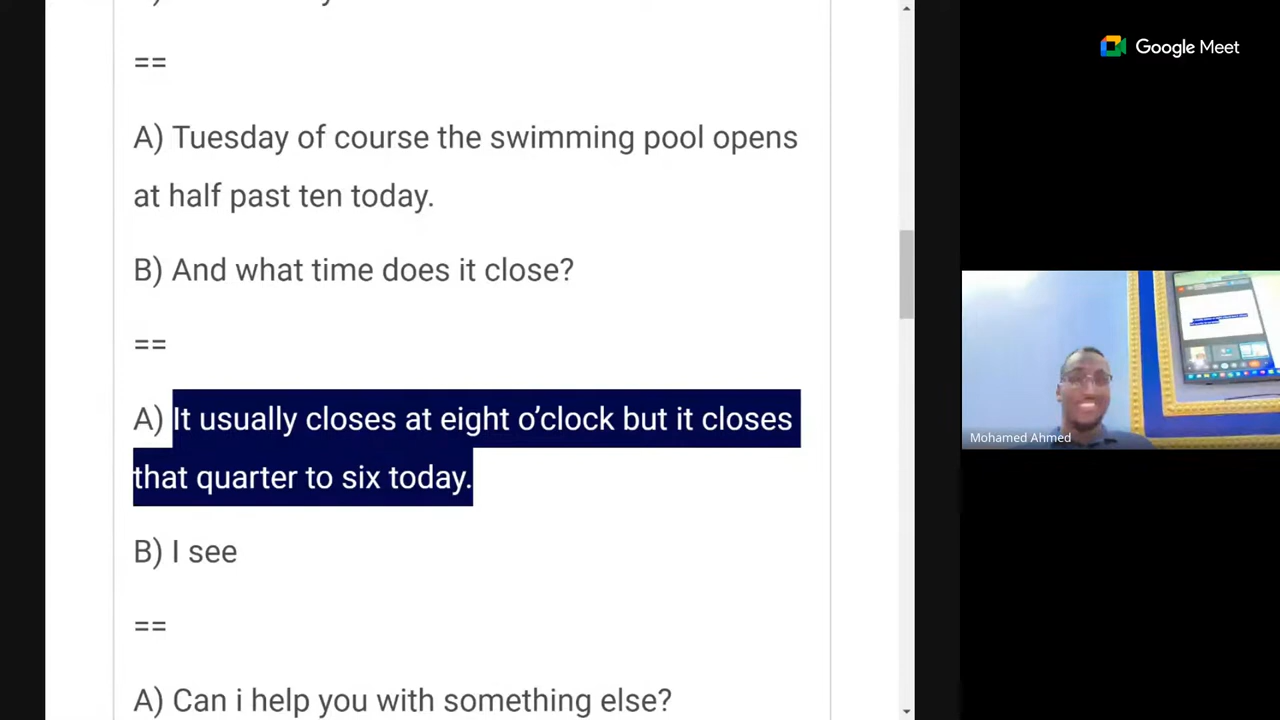 Google Meet
==
A) Tuesday of course the swimming pool opens
at half past ten today.
B) And what time does it close?
==
A) It usually closes at eight o’clock but it closes
that quarter to six today.
B) I see
==
A) Can i help you with something else?
Mohamed Ahmed